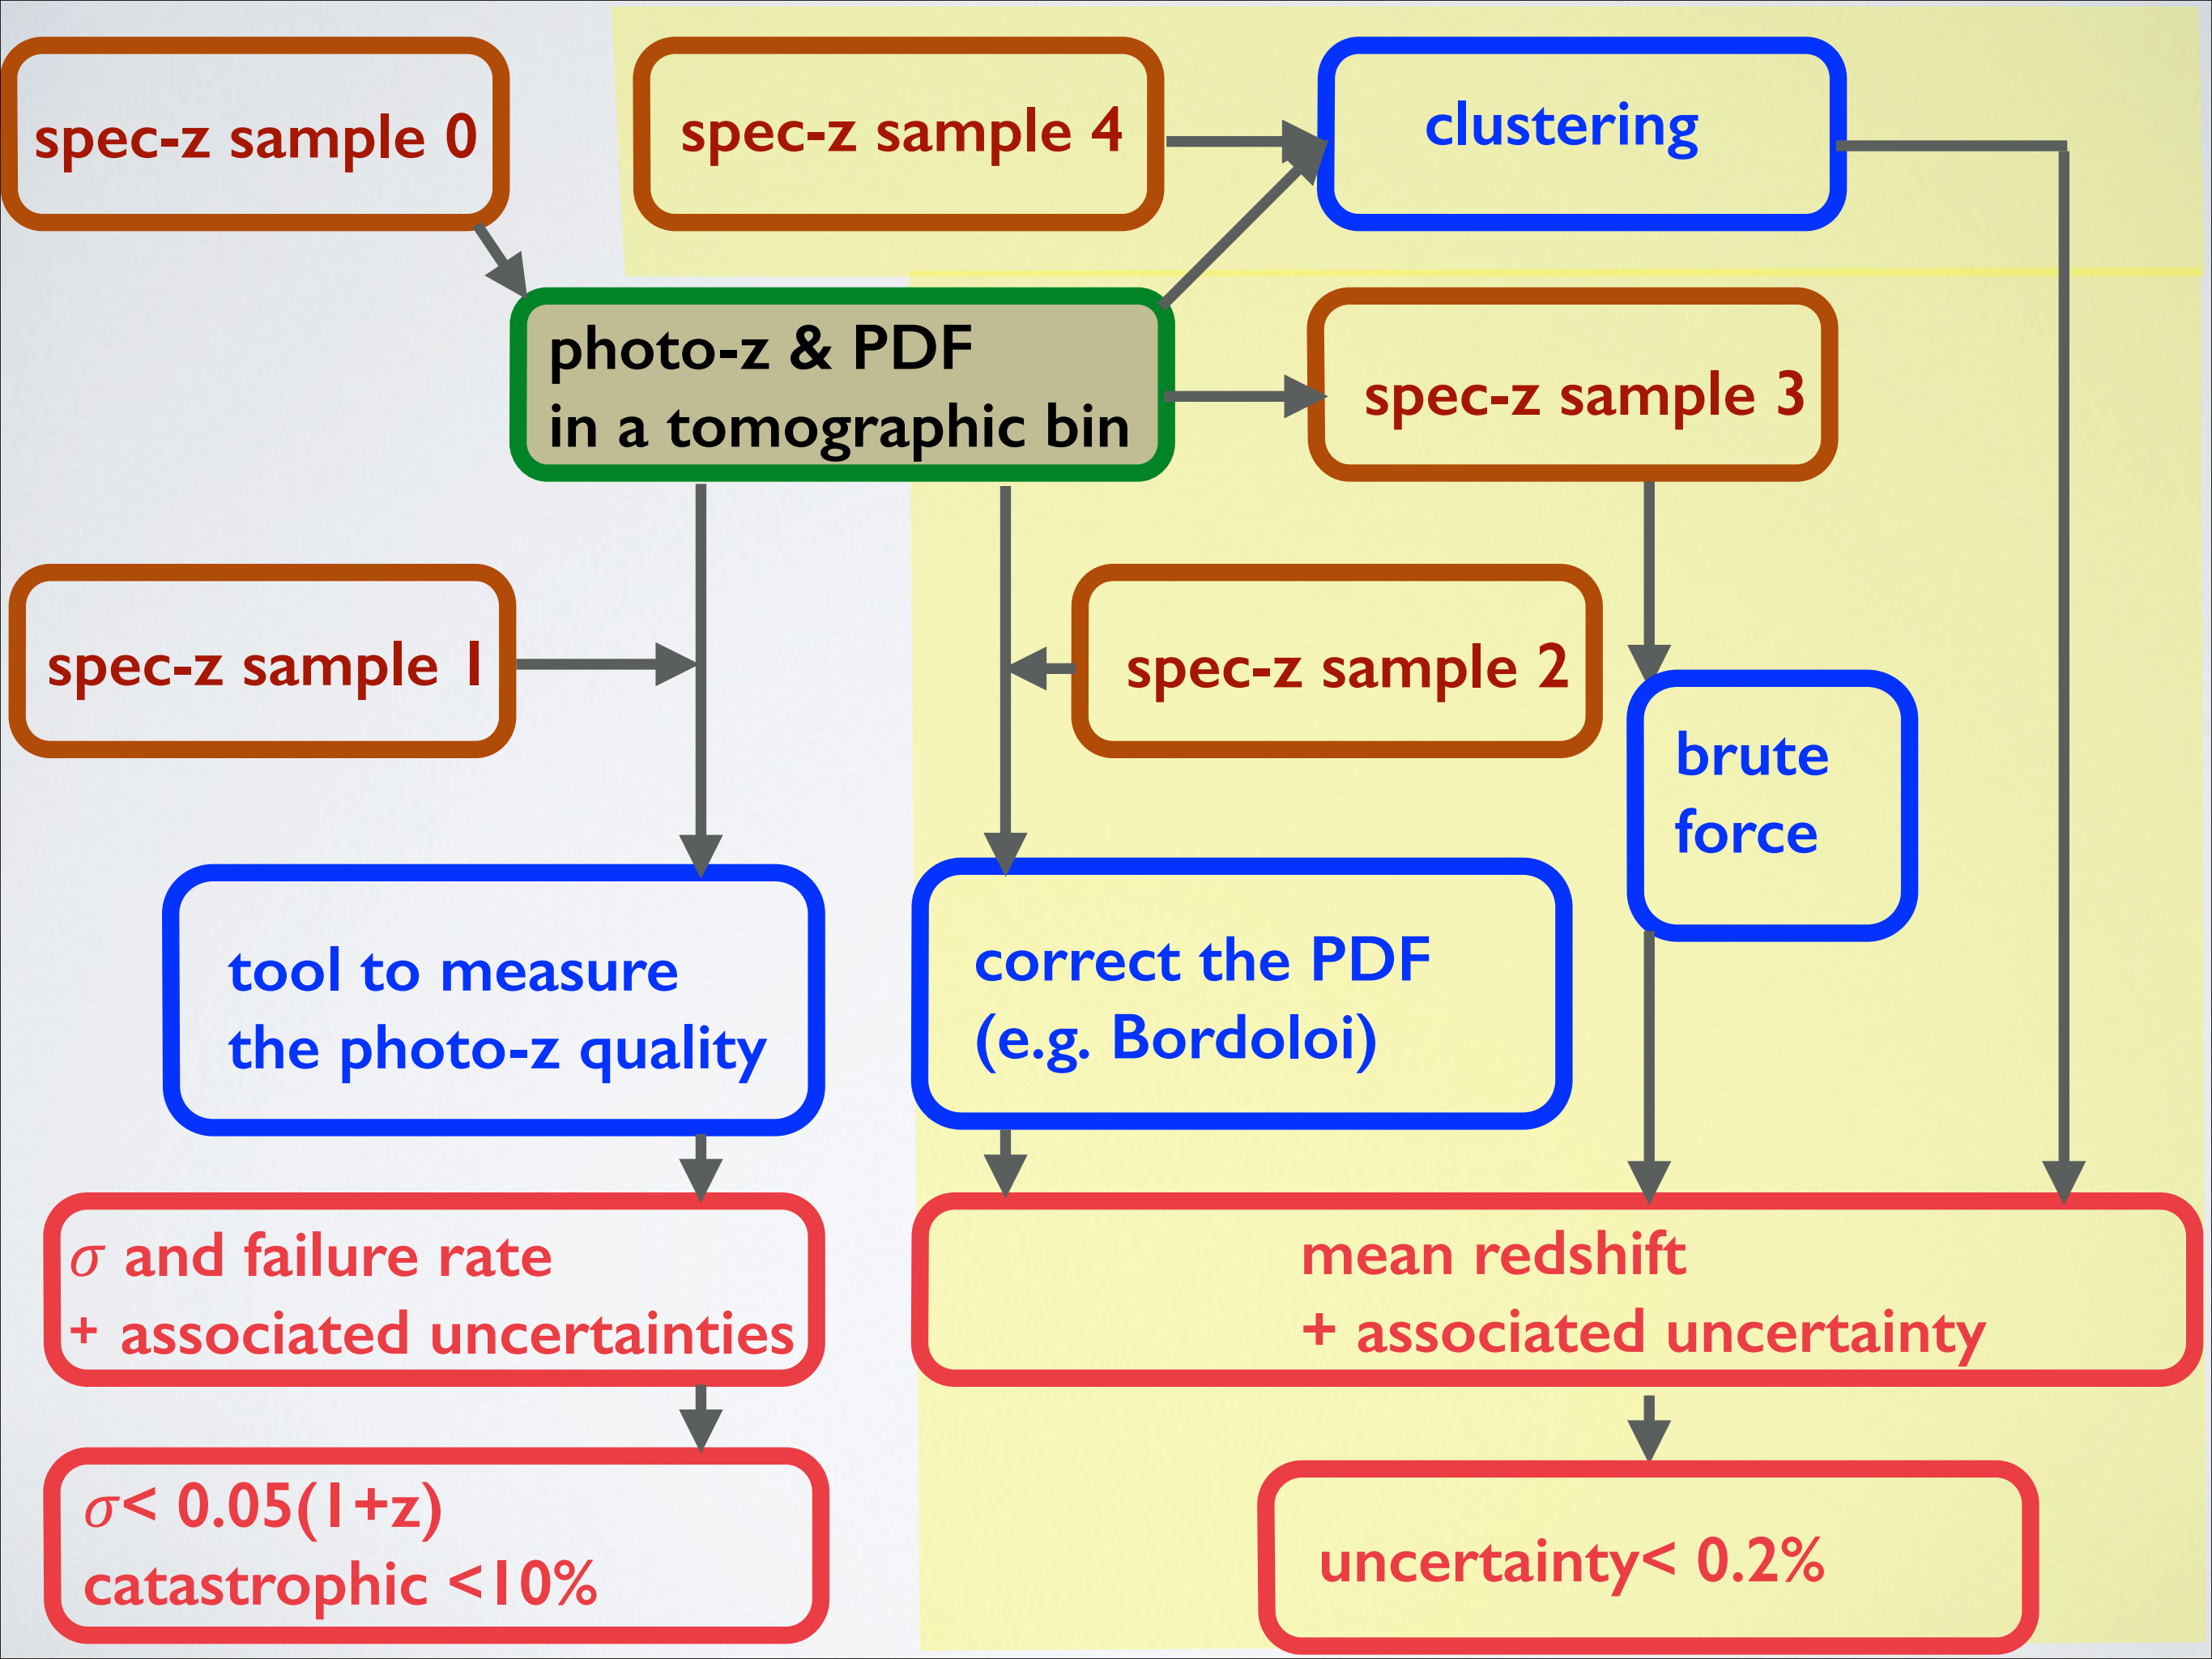 spec-z sample 0
spec-z sample 4
clustering
photo-z & PDF
in a tomographic bin
spec-z sample 3
spec-z sample 1
spec-z sample 2
brute
force
tool to measure
the photo-z quality
correct the PDF
(e.g. Bordoloi)
σ and failure rate
+ associated uncertainties
mean redshift
+ associated uncertainty
σ< 0.05(1+z)
catastrophic <10%
uncertainty< 0.2%